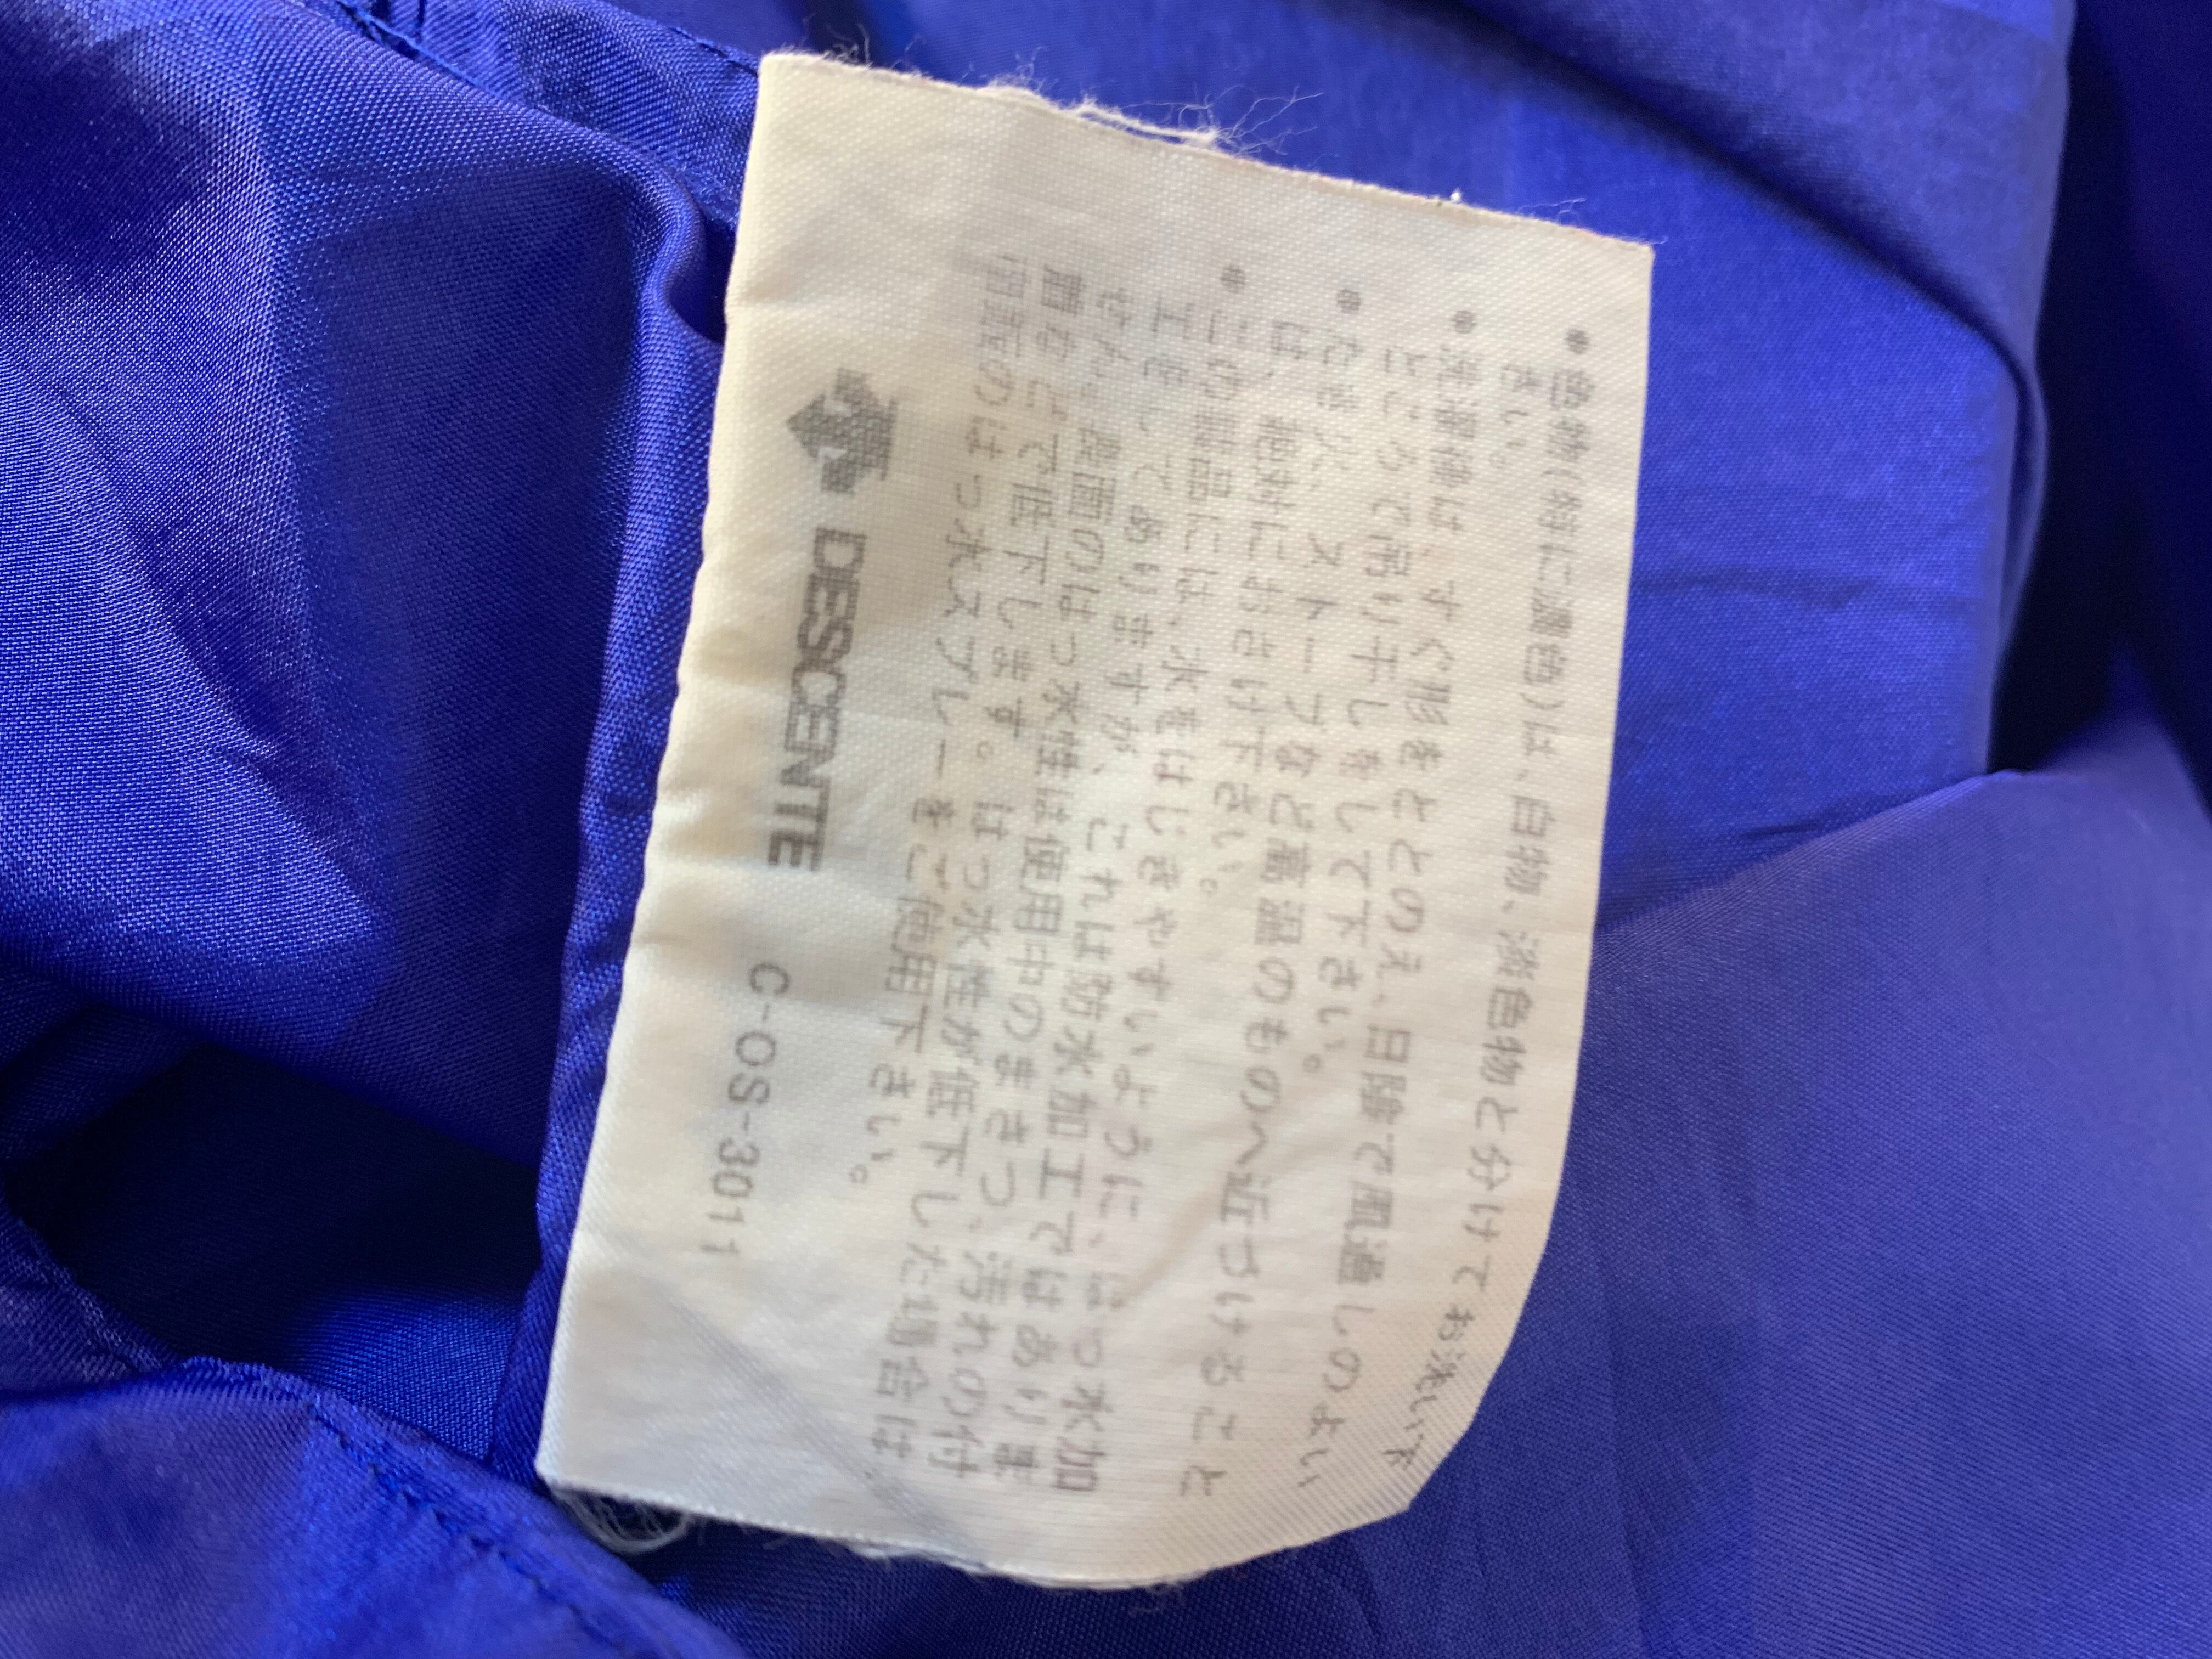 ●色物(特に濃色)は、白物、淡色物と分けてお洗い下
さい。
●洗濯後は、すぐ形をととのえ、日陰で風通しのよい
ところで吊り干しをして下さい。
●たき火、ストーブなど高温のものへ近づけること
は、絶対におさけ下さい。
●この製品には、水をはじきやすいように、はっ水加
工をしてありますが、これは防水加工ではありま
せん。表面のはっ水性は使用中のまさつ、汚れの付
着などで低下します。はっ水性が低下した場合は
市販のはっ水スプレーをご使用下さい。
DESCENTE C-OS-3011